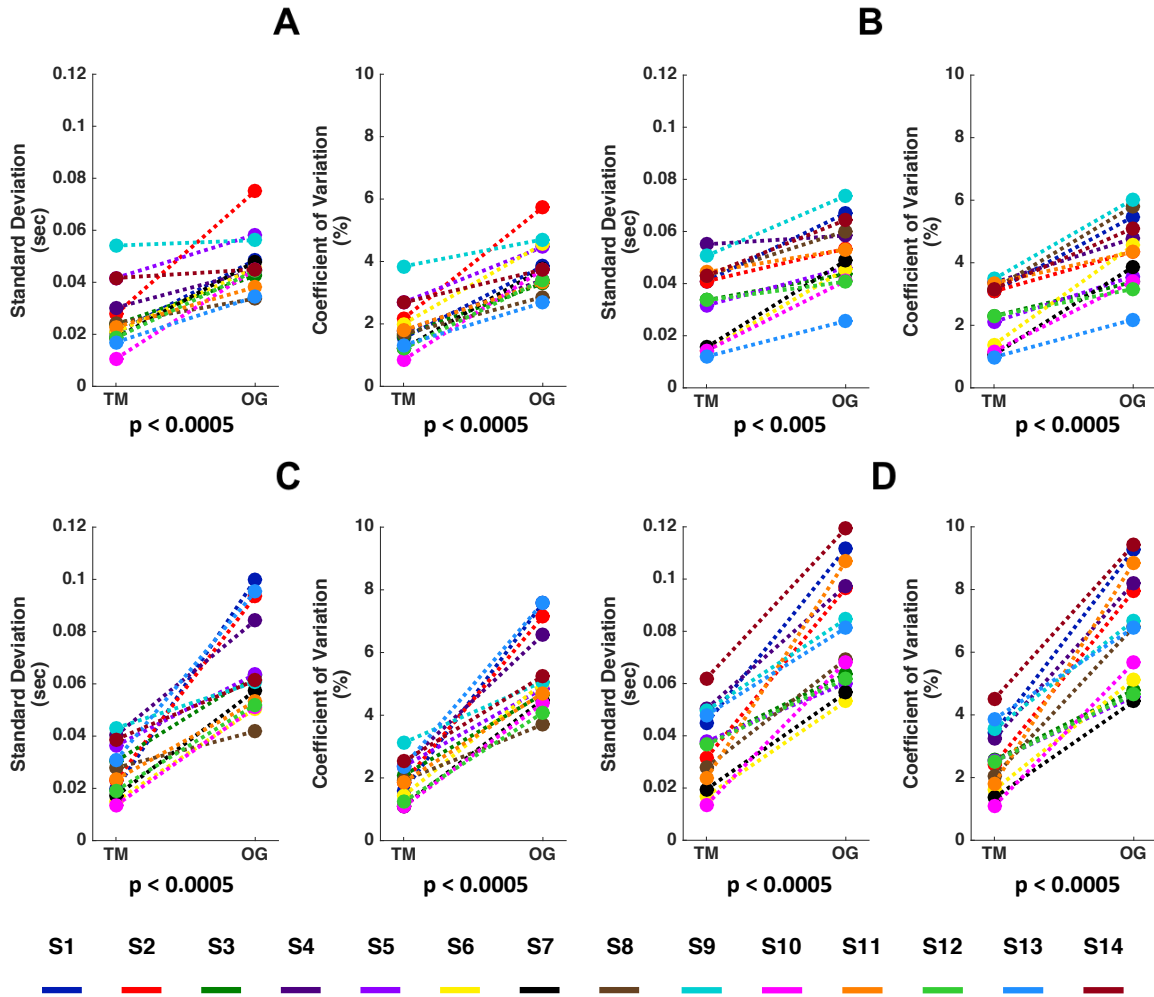 A
B
Standard Deviation
(sec)
0.12
0.1
0.08
0.06
0.04
0.02
0
TM
OG
p < 0.0005
Coefficient of Variation
(%)
10
8
6
4
2
0
TM
OG
p < 0.0005
Standard Deviation
(sec)
0.12
0.1
0.08
0.06
0.04
0.02
0
TM
OG
p < 0.005
Coefficient of Variation
(%)
10
8
6
4
2
0
TM
OG
p < 0.0005
C
D
Standard Deviation
(sec)
0.12
0.1
0.08
0.06
0.04
0.02
0
TM
OG
p < 0.0005
Coefficient of Variation
(%)
10
8
6
4
2
0
TM
OG
p < 0.0005
Standard Deviation
(sec)
0.12
0.1
0.08
0.06
0.04
0.02
0
TM
OG
p < 0.0005
Coefficient of Variation
(%)
10
8
6
4
2
0
TM
OG
p < 0.0005
S1 S2 S3 S4 S5 S6 S7 S8 S9 S10 S11 S12 S13 S14